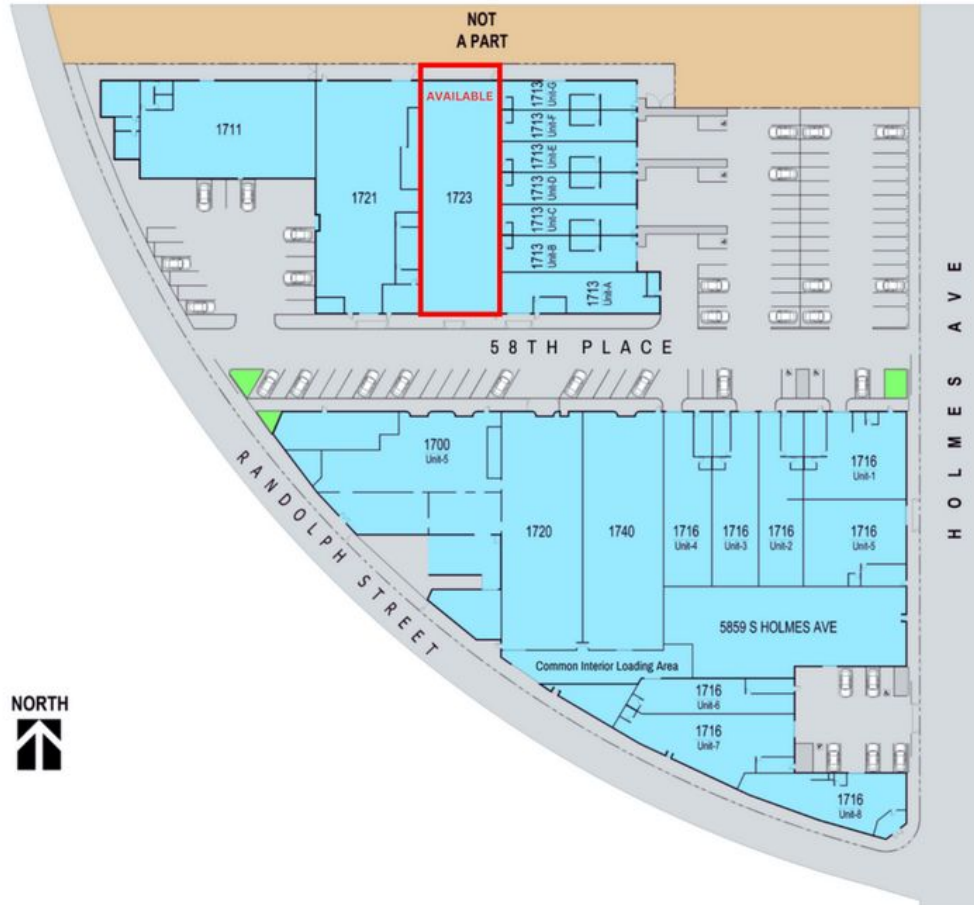 NOT
A PART
AVAILABLE
1711
1721
1723
1713
Unit-G
1713
Unit-F
1713
Unit-E
1713
Unit-D
1713
Unit-C
1713
Unit-B
1713
Unit-A
58TH PLACE
HOLMES AVE
RANDOLPH STREET
1700
Unit-5
1720
1740
1716
Unit-4
1716
Unit-3
1716
Unit-2
1716
Unit-1
1716
Unit-5
5859 S HOLMES AVE
Common Interior Loading Area
1716
Unit-6
1716
Unit-7
1716
Unit-8
NORTH